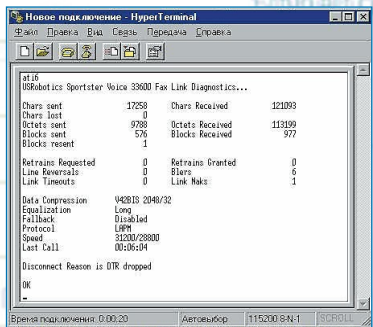 Новое подключение - HyperTerminal
Файл Правка Вид Связь Передача Справка
ati6
USRobotics Sportster Voice 33600 Fax Link Diagnostics...
Chars sent 17258 Chars Received 121093
Chars lost 0
Octets sent 9788 Octets Received 113199
Blocks sent 576 Blocks Received 977
Blocks resent 1
Retrains Requested 0 Retrains Granted 0
Line Reversals 0 Blers 6
Link Timeouts 0 Link Naks 1
Data Compression V42BIS 2048/32
Equalization Long
Fallback Disabled
Protocol LAPM
Speed 31200/28800
Last Call 00:06:04
Disconnect Reason is DTR dropped
OK
Время подключения: 0:00:20 Автовыбор 115200 8-N-1 SCROLL